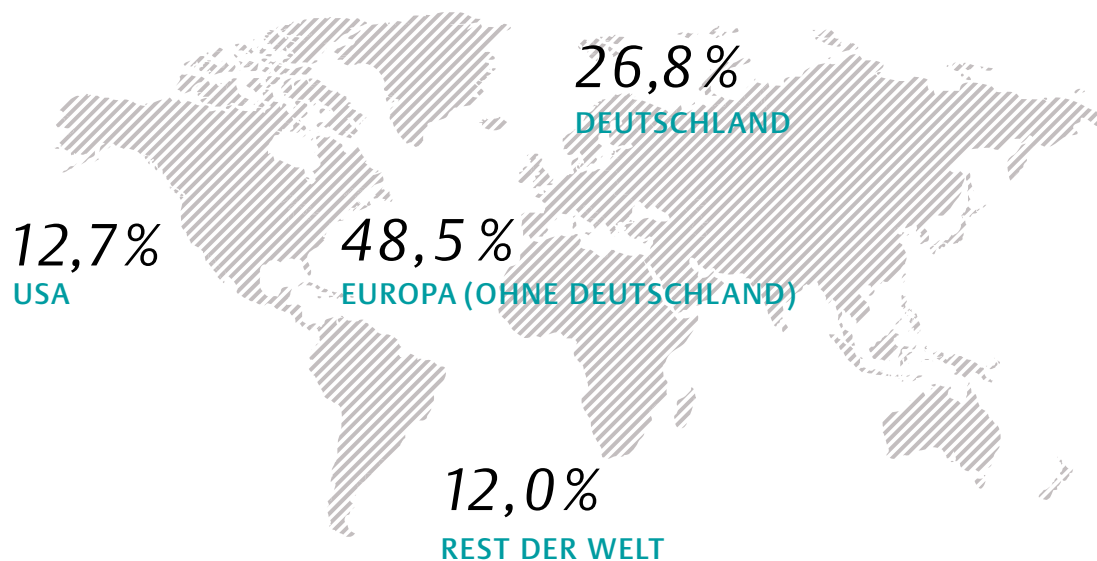 26,8 %
DEUTSCHLAND
12,7 %
USA
48,5 %
EUROPA (OHNE DEUTSCHLAND)
12,0 %
REST DER WELT